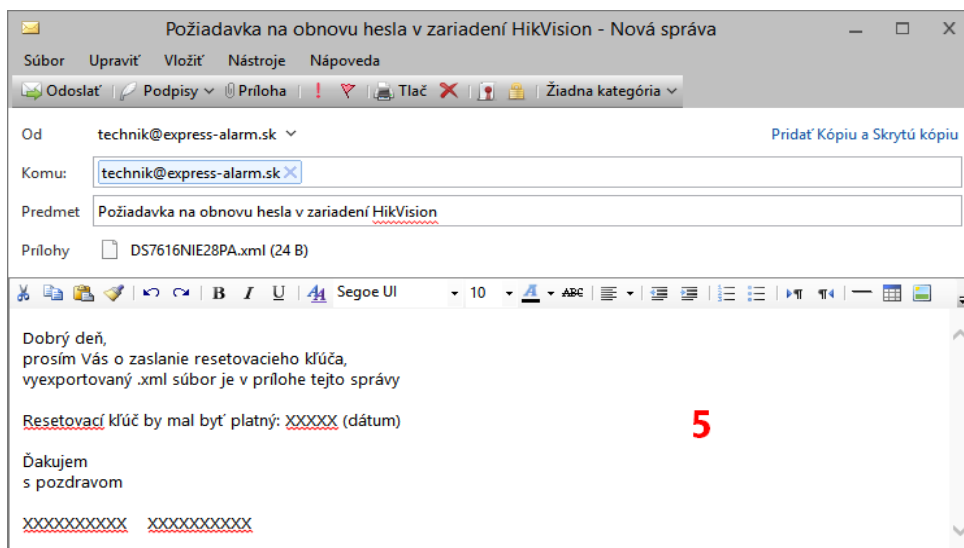 Požiadavka na obnovu hesla v zariadení HikVision - Nová správa
Súbor Upraviť Vložiť Nástroje Nápoveda
Odoslať Podpisy Príloha Tlač Žiadna kategória
Od technik@express-alarm.sk Pridať Kópiu a Skrytú kópiu
Komu: technik@express-alarm.sk
Predmet Požiadavka na obnovu hesla v zariadení HikVision
Prílohy DS7616NIE28PA.xml (24 B)
B I U A Segoe UI 10 A ABC
Dobrý deň,
prosím Vás o zaslanie resetovacieho kľúča,
vyexportovaný .xml súbor je v prílohe tejto správy
Resetovací kľúč by mal byť platný: XXXXX (dátum)
5
Ďakujem
s pozdravom
XXXXXXXXXX XXXXXXXXXX